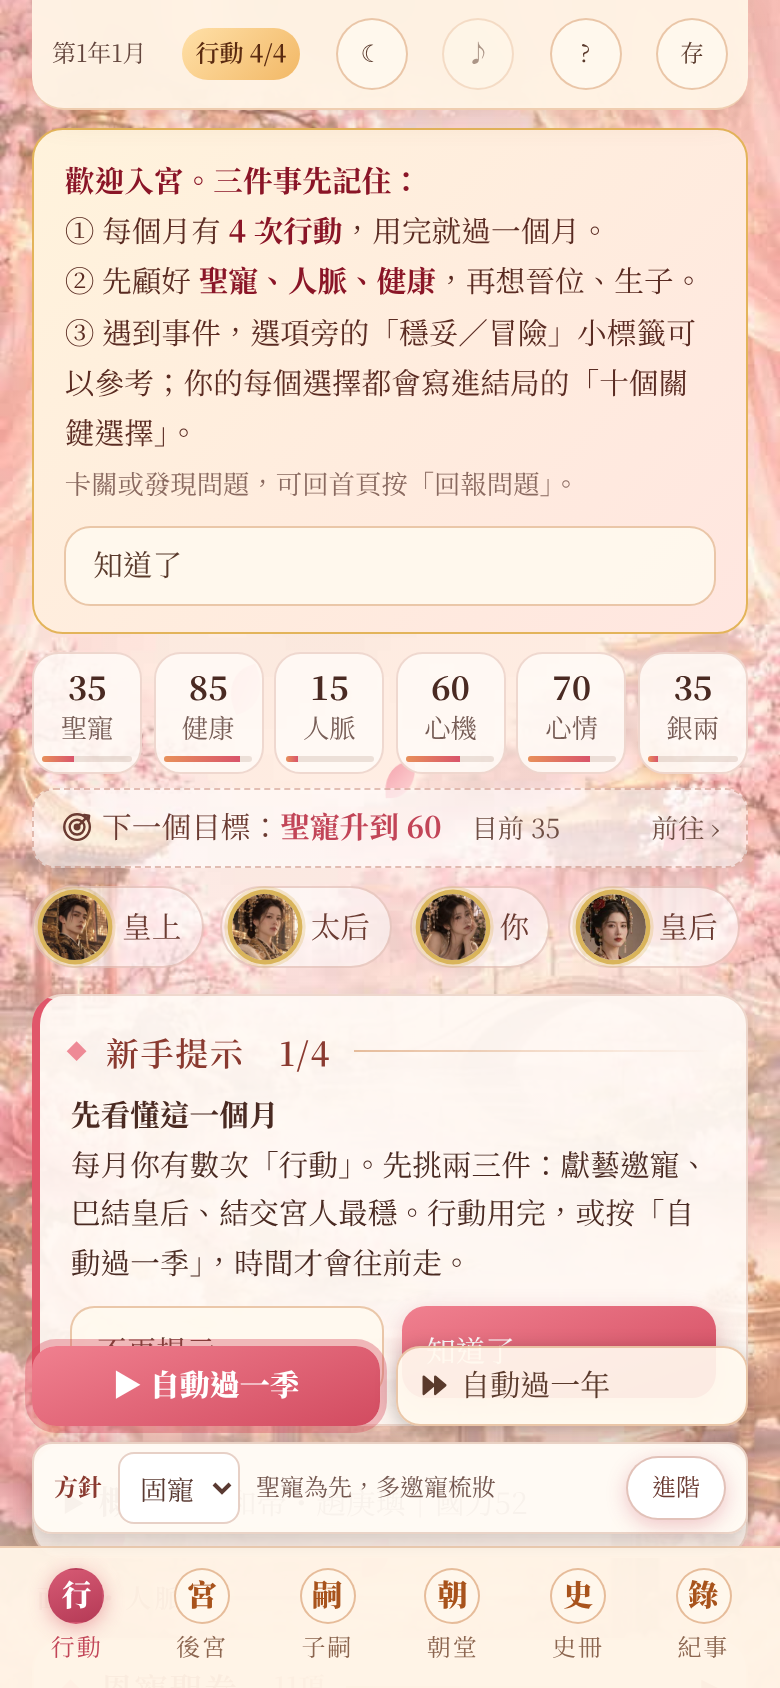 第1年1月
行動 4/4
☾
♪
?
存
歡迎入宮。三件事先記住：
① 每個月有 4 次行動，用完就過一個月。
② 先顧好 聖寵、人脈、健康，再想晉位、生子。
③ 遇到事件，選項旁的「穩妥／冒險」小標籤可
以參考；你的每個選擇都會寫進結局的「十個關
鍵選擇」。
卡關或發現問題，可回首頁按「回報問題」。
知道了
35
聖寵
85
健康
15
人脈
60
心機
70
心情
35
銀兩
下一個目標：聖寵升到 60 目前 35 前往 ›
皇上
太后
你
皇后
新手提示 1/4
先看懂這一個月
每月你有數次「行動」。先挑兩三件：獻藝邀寵、
巴結皇后、結交宮人最穩。行動用完，或按「自
動過一季」，時間才會往前走。
不再提示
知道了
▶ 自動過一季
自動過一年
方針
固寵
聖寵為先，多邀寵梳妝
進階
行
行動
宮
後宮
嗣
子嗣
朝
朝堂
史
史冊
錄
紀事